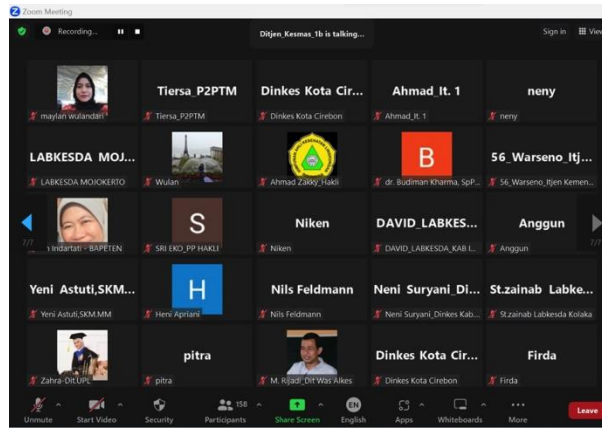 Zoom Meeting
Recording...
Ditjen_Kesmas_1b is talking...
Sign in
View
maylan wulandari
Tiersa_P2PTM
Tiersa_P2PTM
Dinkes Kota Cir...
Dinkes Kota Cirebon
Ahmad_It. 1
Ahmad_It. 1
neny
neny
LABKESDA MOJ...
LABKESDA MOJOKERTO
Wulan
Ahmad Zakky_Hakli
B
dr. Budiman Kharma, SpP...
56_Warseno_Itj...
56_Warseno_Itjen Kemen...
7/7
Indartati - BAPETEN
S
SRI EKO_PP HAKLI
Niken
Niken
DAVID_LABKES...
DAVID_LABKESDA_KAB I...
Anggun
Anggun
7/7
Yeni Astuti,SKM...
Yeni Astuti,SKM.MM
H
Heni Apriani
Nils Feldmann
Nils Feldmann
Neni Suryani_Di...
Neni Suryani_Dinkes Kab...
St.zainab Labke...
St.zainab Labkesda Kolaka
Zahra-Dit.UPL
pitra
pitra
M. Rijadi_Dit Was Alkes
Dinkes Kota Cir...
Dinkes Kota Cirebon
Firda
Firda
Unmute
Start Video
Security
158
Participants
Share Screen
EN
English
Apps
Whiteboards
More
Leave